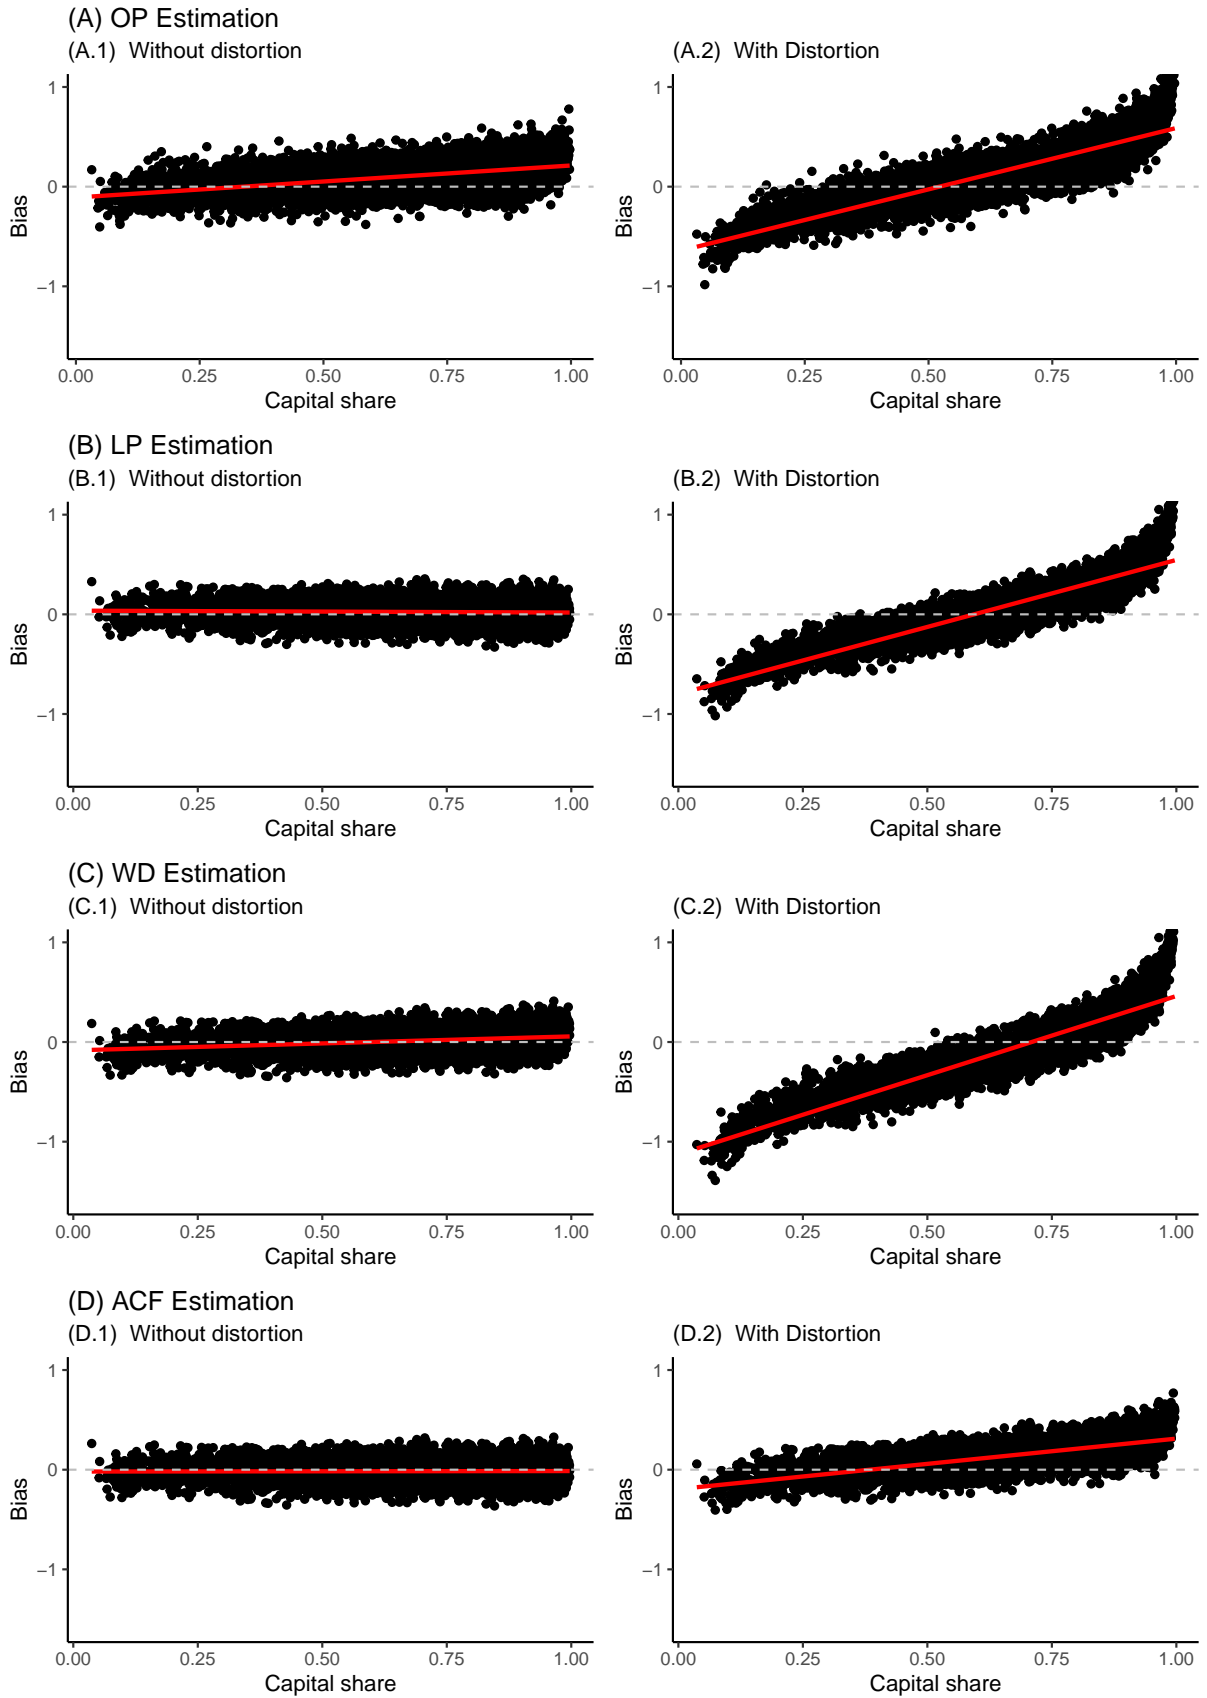 (A) OP Estimation
(A.1) Without distortion
(A.2) With Distortion
1
0
−1
Bias
0.00 0.25 0.50 0.75 1.00
Capital share
1
0
−1
Bias
0.00 0.25 0.50 0.75 1.00
Capital share
(B) LP Estimation
(B.1) Without distortion
(B.2) With Distortion
1
0
−1
Bias
0.00 0.25 0.50 0.75 1.00
Capital share
1
0
−1
Bias
0.00 0.25 0.50 0.75 1.00
Capital share
(C) WD Estimation
(C.1) Without distortion
(C.2) With Distortion
1
0
−1
Bias
0.00 0.25 0.50 0.75 1.00
Capital share
1
0
−1
Bias
0.00 0.25 0.50 0.75 1.00
Capital share
(D) ACF Estimation
(D.1) Without distortion
(D.2) With Distortion
1
0
−1
Bias
0.00 0.25 0.50 0.75 1.00
Capital share
1
0
−1
Bias
0.00 0.25 0.50 0.75 1.00
Capital share